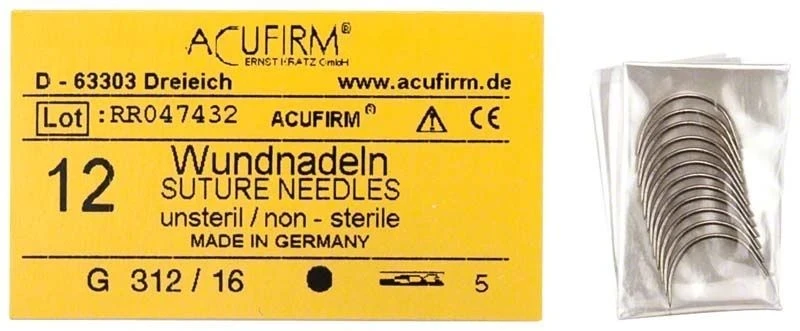 ACUFIRM®
ERNST KRATZ GmbH
D - 63303 Dreieich www.acufirm.de
Lot :RR047432 ACUFIRM® CE
12 Wundnadeln
SUTURE NEEDLES
unsteril / non - sterile
MADE IN GERMANY
G 312 / 16 5